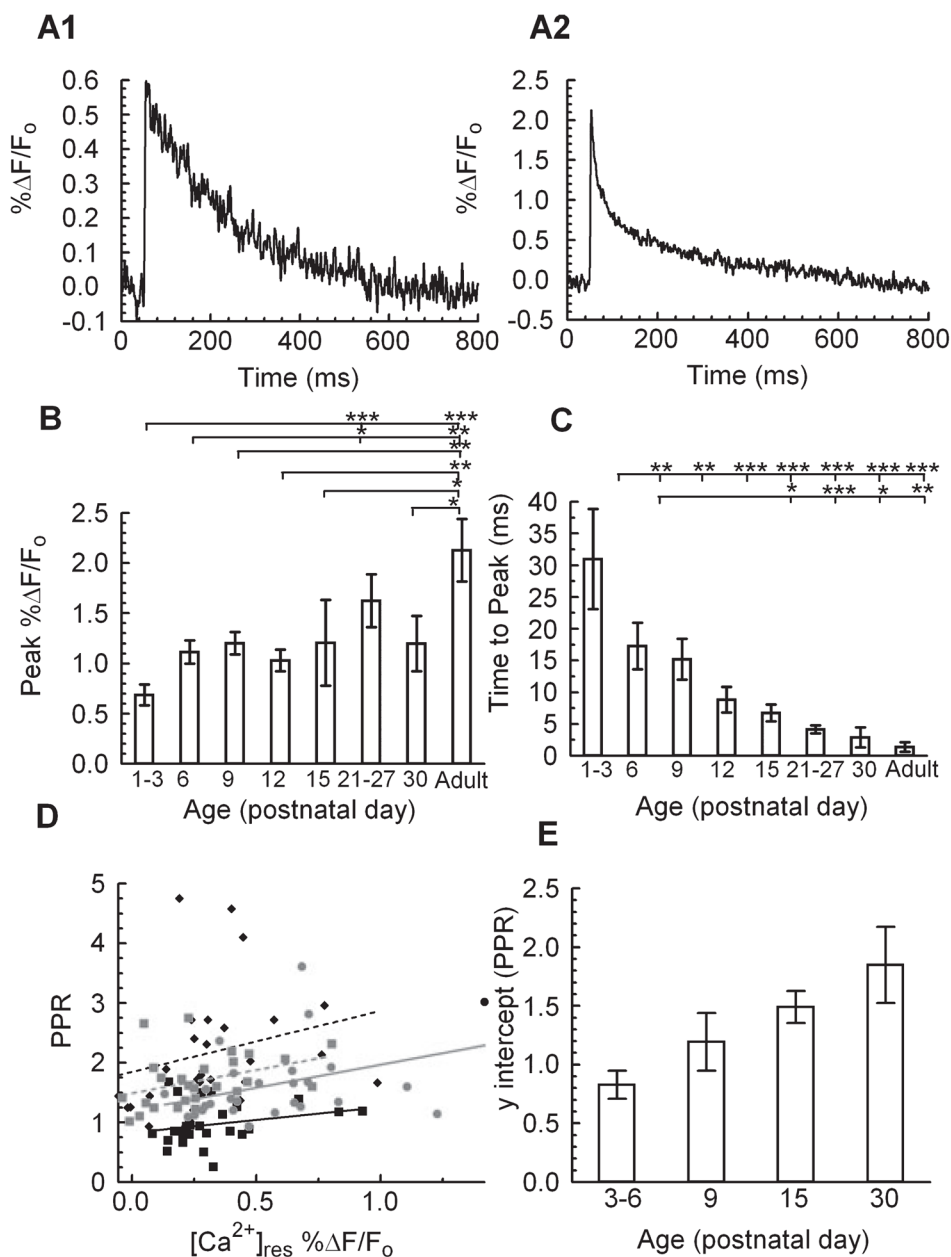 A1
A2
%ΔF/Fo
0.6
0.5
0.4
0.3
0.2
0.1
0.0
-0.1
0 200 400 600 800
Time (ms)
%ΔF/Fo
2.5
2.0
1.5
1.0
0.5
0.0
-0.5
0 200 400 600 800
Time (ms)
B
*** ***
* **
**
**
*
*
Peak %ΔF/Fo
2.5
2.0
1.5
1.0
0.5
0.0
1-3 6 9 12 15 21-27 30 Adult
Age (postnatal day)
C
** ** *** *** *** *** ***
* *** * **
Time to Peak (ms)
40
35
30
25
20
15
10
5
0
1-3 6 9 12 15 21-27 30 Adult
Age (postnatal day)
D
PPR
5
4
3
2
1
0
0.0 0.5 1.0
[Ca2+]res %ΔF/Fo
E
y intercept (PPR)
2.5
2.0
1.5
1.0
0.5
0.0
3-6 9 15 30
Age (postnatal day)